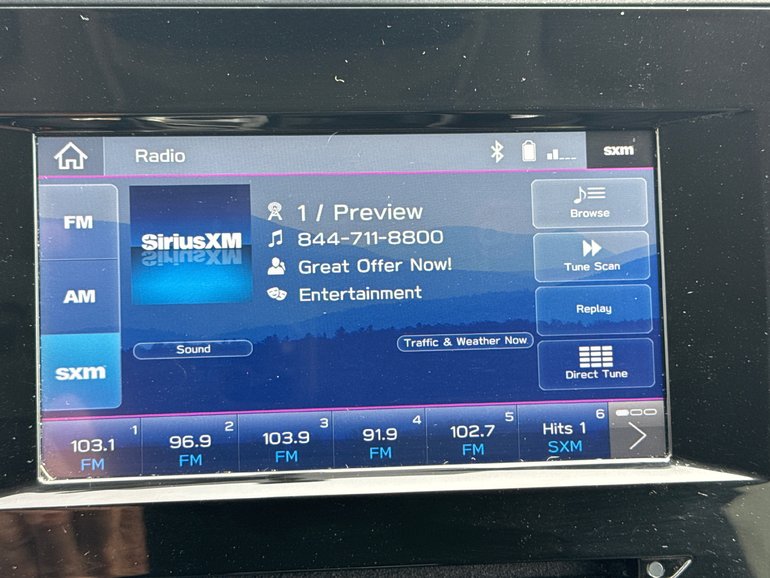 Radio
sxm
FM
AM
sxm
SiriusXM
1 / Preview
844-711-8800
Great Offer Now!
Entertainment
Browse
Tune Scan
Replay
Direct Tune
Sound
Traffic & Weather Now
1
103.1
FM
2
96.9
FM
3
103.9
FM
4
91.9
FM
5
102.7
FM
6
Hits 1
SXM